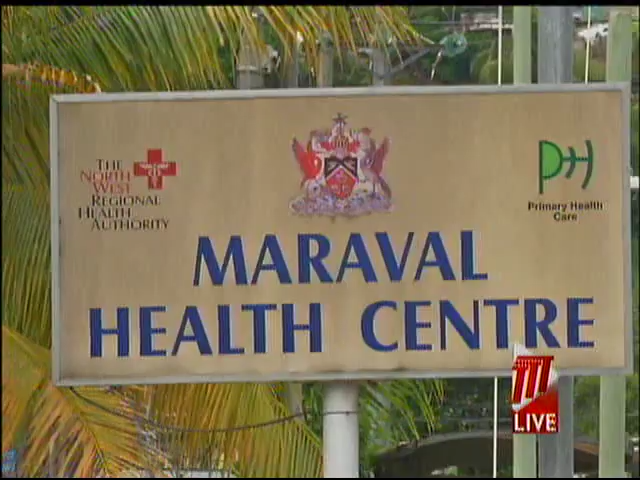 THE
NORTH
WEST
REGIONAL
HEALTH
AUTHORITY
PH
Primary Health
Care
MARAVAL
HEALTH CENTRE
LIVE